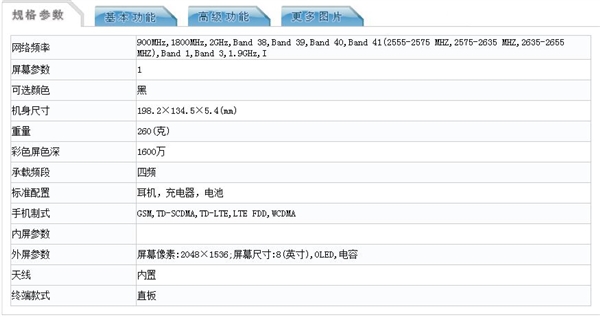 规格参数 基本功能 高级功能 更多图片
网络频率 900MHz,1800MHz,2GHz,Band 38,Band 39,Band 40,Band 41(2555-2575 MHZ,2575-2635 MHZ,2635-2655
MHZ),Band 1,Band 3,1.9GHz,I
屏幕参数 1
可选颜色 黑
机身尺寸 198.2×134.5×5.4(mm)
重量 260(克)
彩色屏色深 1600万
承载频段 四频
标准配置 耳机，充电器，电池
手机制式 GSM,TD-SCDMA,TD-LTE,LTE FDD,WCDMA
内屏参数
外屏参数 屏幕像素:2048×1536;屏幕尺寸:8(英寸),OLED,电容
天线 内置
终端款式 直板